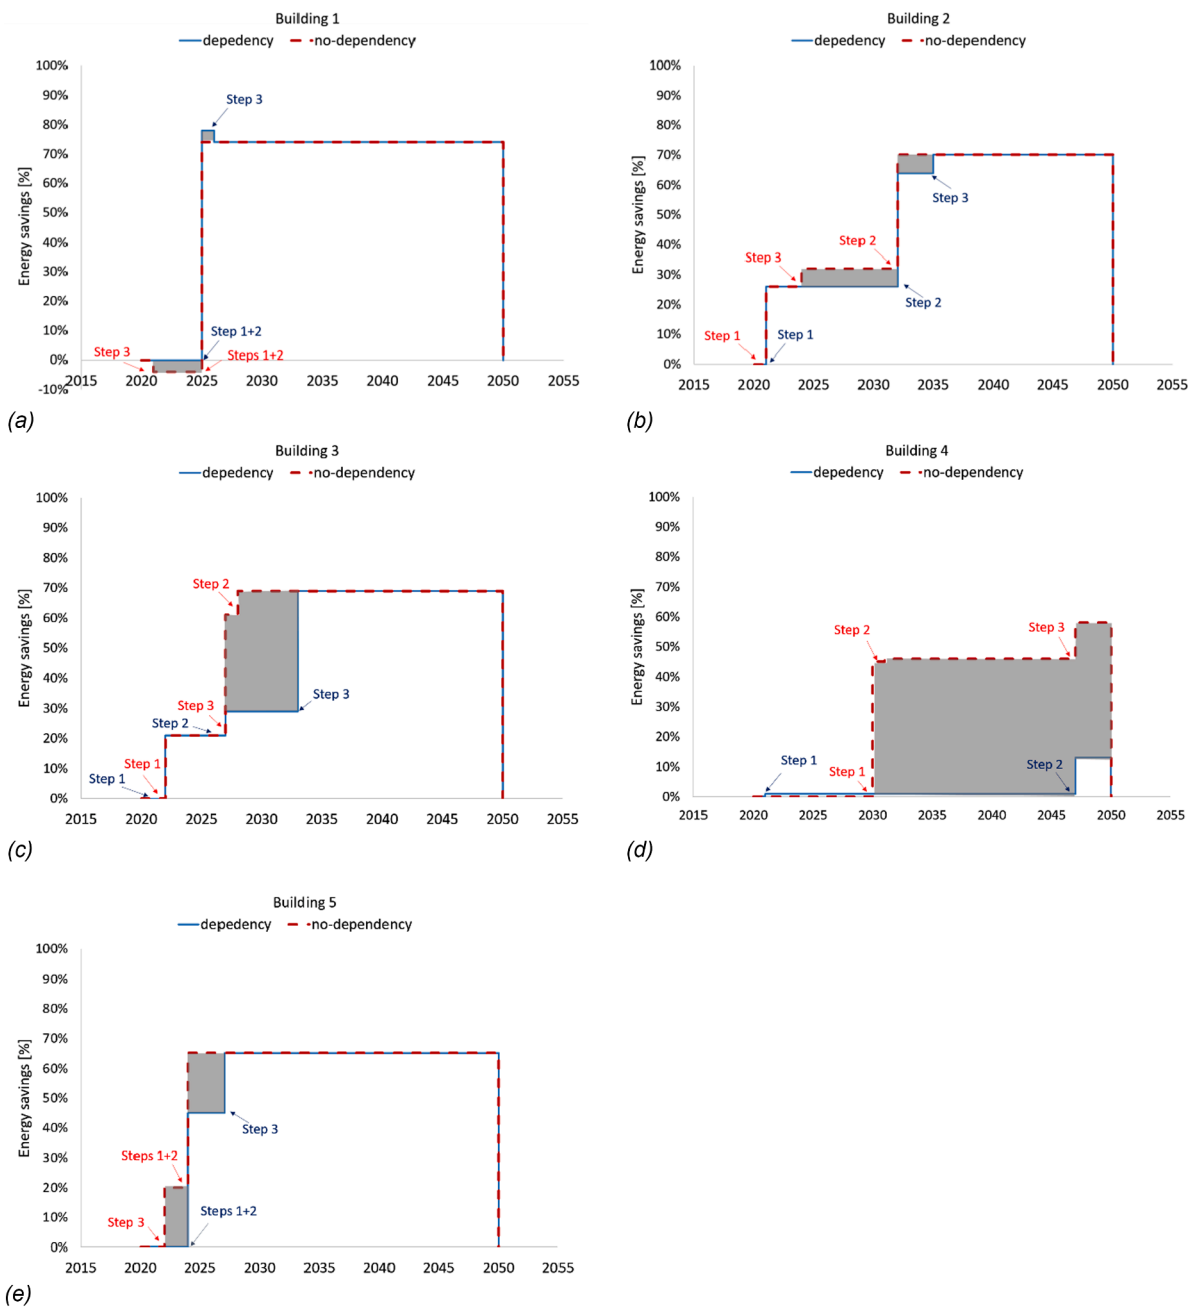 Building 1
depedency no-dependency
100%
90%
80%
70%
60%
50%
40%
30%
20%
10%
0%
-10%
Energy savings [%]
Step 3
Step 3
Step 1+2
Steps 1+2
2015 2020 2025 2030 2035 2040 2045 2050 2055
(a)
Building 2
depedency no-dependency
100%
90%
80%
70%
60%
50%
40%
30%
20%
10%
0%
Energy savings [%]
Step 3
Step 2
Step 3
Step 2
Step 1
Step 1
2015 2020 2025 2030 2035 2040 2045 2050 2055
(b)
Building 3
depedency no-dependency
100%
90%
80%
70%
60%
50%
40%
30%
20%
10%
0%
Energy savings [%]
Step 2
Step 3
Step 3
Step 2
Step 1
Step 1
2015 2020 2025 2030 2035 2040 2045 2050 2055
(c)
Building 4
depedency no-dependency
100%
90%
80%
70%
60%
50%
40%
30%
20%
10%
0%
Energy savings [%]
Step 2
Step 3
Step 1
Step 1
Step 2
2015 2020 2025 2030 2035 2040 2045 2050 2055
(d)
Building 5
depedency no-dependency
100%
90%
80%
70%
60%
50%
40%
30%
20%
10%
0%
Energy savings [%]
Step 3
Steps 1+2
Steps 1+2
Step 3
2015 2020 2025 2030 2035 2040 2045 2050 2055
(e)